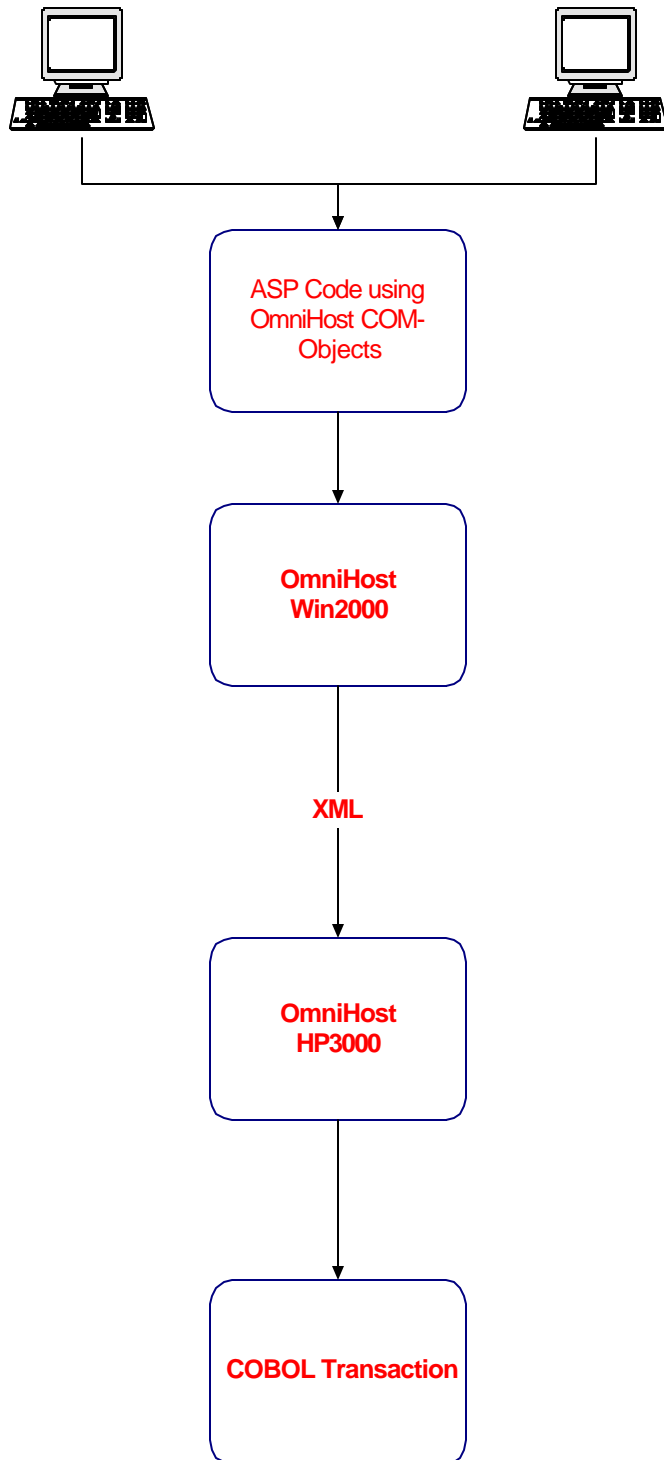 ASP Code using
OmniHost COM-
Objects
OmniHost
Win2000
XML
OmniHost
HP3000
COBOL Transaction